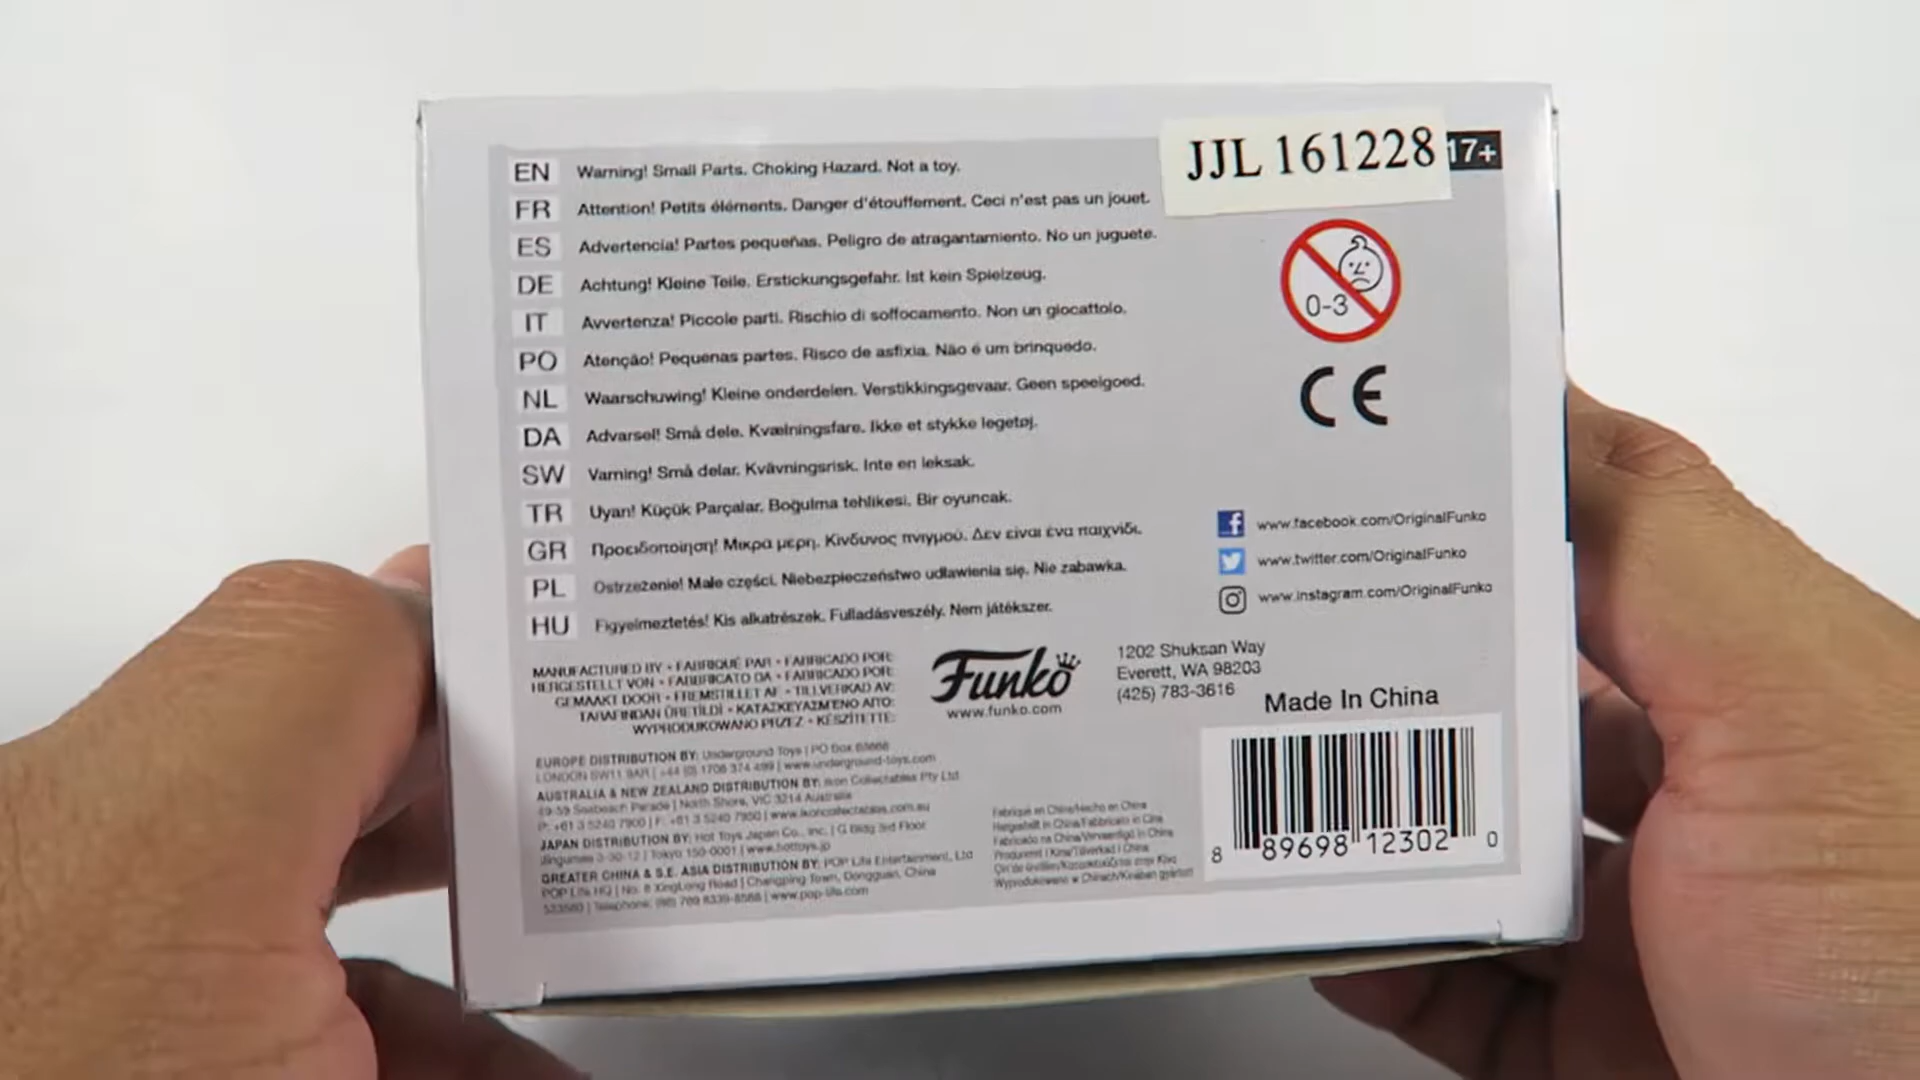 JJL 161228
17+
EN Warning! Small Parts. Choking Hazard. Not a toy.
FR Attention! Petits éléments. Danger d'étouffement. Ceci n'est pas un jouet.
ES Advertencia! Partes pequeñas. Peligro de atragantamiento. No un juguete.
DE Achtung! Kleine Teile. Erstickungsgefahr. Ist kein Spielzeug.
IT Avvertenza! Piccole parti. Rischio di soffocamento. Non un giocattolo.
PO Atenção! Pequenas partes. Risco de asfixia. Não é um brinquedo.
NL Waarschuwing! Kleine onderdelen. Verstikkingsgevaar. Geen speelgoed.
DA Advarsel! Små dele. Kvælningsfare. Ikke et stykke legetøj.
SW Varning! Små delar. Kvävningsrisk. Inte en leksak.
TR Uyarı! Küçük Parçalar. Boğulma tehlikesi. Bir oyuncak.
GR Προειδοποίηση! Μικρα μερη. Κίνδυνος πνιγμού. Δεν είναι ένα παιχνίδι.
PL Ostrzeżenie! Małe części. Niebezpieczeństwo udławienia się. Nie zabawka.
HU Figyelmeztetés! Kis alkatrészek. Fulladásveszély. Nem játékszer.
0-3
CE
www.facebook.com/OriginalFunko
www.twitter.com/OriginalFunko
www.instagram.com/OriginalFunko
MANUFACTURED BY • FABRIQUÉ PAR • FABRICADO POR:
HERGESTELLT VON • FABBRICATO DA • FABRICADO POR:
GEMAAKT DOOR • FREMSTILLET AF • TILLVERKAD AV:
TARAFINDAN ÜRETİLDİ • ΚΑΤΑΣΚΕΥΑΣΜΈΝΟ ΑΠΌ:
WYPRODUKOWANO PRZEZ • KÉSZÍTETTE:
Funko
www.funko.com
1202 Shuksan Way
Everett, WA 98203
(425) 783-3616
Made In China
EUROPE DISTRIBUTION BY: Underground Toys | PO Box
LONDON SW11 9AR | +44 (0) 1708 374 499 | www.underground-toys.com
AUSTRALIA & NEW ZEALAND DISTRIBUTION BY: Ikon Collectables Pty Ltd
49-59 Seabeach Parade | North Shore, VIC 3214 Australia
P: +61 3 5240 7900 | F: +61 3 5240 7950 | www.ikoncollectables.com.au
JAPAN DISTRIBUTION BY: Hot Toys Japan Co., Inc. | G Bldg 3rd Floor
Jingumae 3-30-12 | Tokyo 150-0001 | www.hottoys.jp
GREATER CHINA & S.E. ASIA DISTRIBUTION BY: POP Life Entertainment, Ltd
POP Life HQ | No. 8 XingLong Road | Changping Town, Dongguan, China
Telephone: (86) 769 8339-8588 | www.pop-life.com
Fabriqué en Chine/Hecho en China
Hergestellt in China/Fabbricato in Cina
Fabricado na China/Vervaardigd in China
8 89698 12302 0